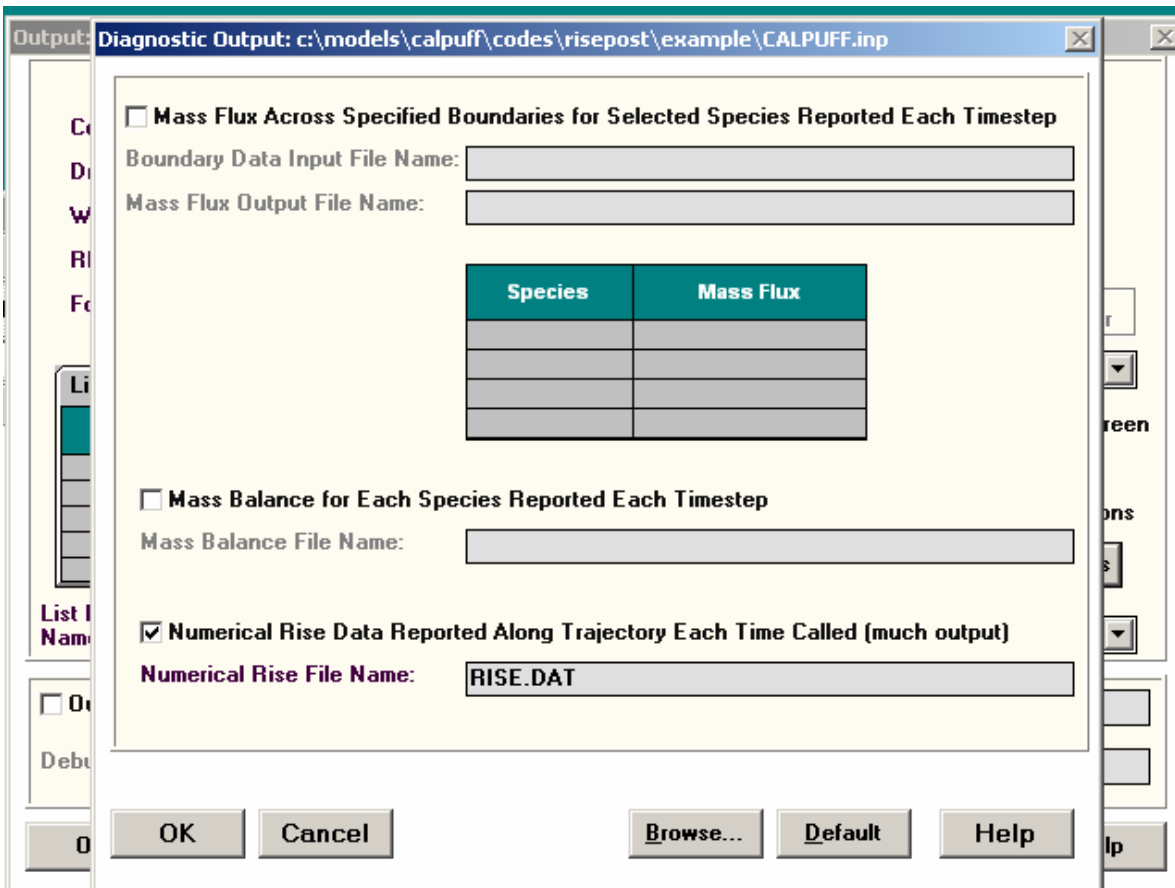 Output:
Diagnostic Output: c:\models\calpuff\codes\risepost\example\CALPUFF.inp
Mass Flux Across Specified Boundaries for Selected Species Reported Each Timestep
Boundary Data Input File Name:
Mass Flux Output File Name:
Species Mass Flux
Mass Balance for Each Species Reported Each Timestep
Mass Balance File Name:
Numerical Rise Data Reported Along Trajectory Each Time Called (much output)
Numerical Rise File Name: RISE.DAT
List
OK Cancel Browse... Default Help